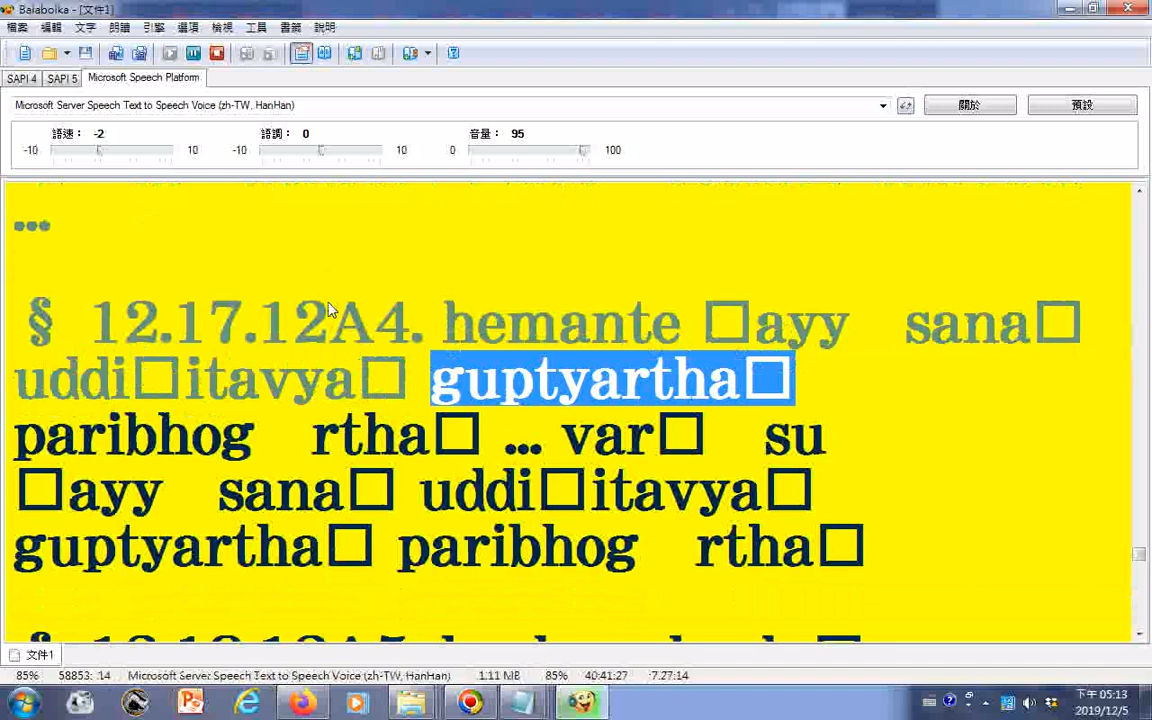 Balabolka - [文件1]
檔案 編輯 文字 朗讀 引擎 選項 檢視 工具 書籤 說明
SAPI 4 SAPI 5 Microsoft Speech Platform
Microsoft Server Speech Text to Speech Voice (zh-TW, HanHan)
關於 預設
語速： -2 語調： 0 音量： 95
-10 10 -10 10 0 100
...
§ 12.17.12A4. hemante □ayy sana□
uddi□itavya□ guptyartha□
paribhog rtha□ ... var□ su
□ayy sana□ uddi□itavya□
guptyartha□ paribhog rtha□
文件1
85% 58853: 14 Microsoft Server Speech Text to Speech Voice (zh-TW, HanHan) 1.11 MB 85% 40:41:27 -7:27:14
下午 05:13
2019/12/5